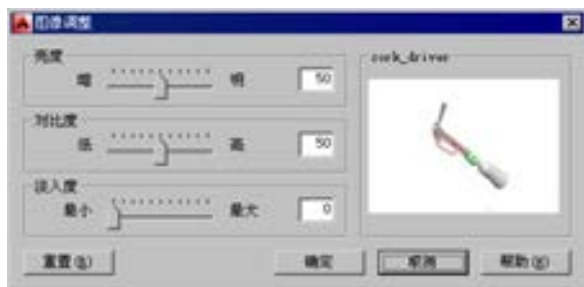 图像调整
亮度
暗 明 50
对比度
低 高 50
淡入度
最小 最大 0
cork_driver
重置(R) 确定 取消 帮助(H)